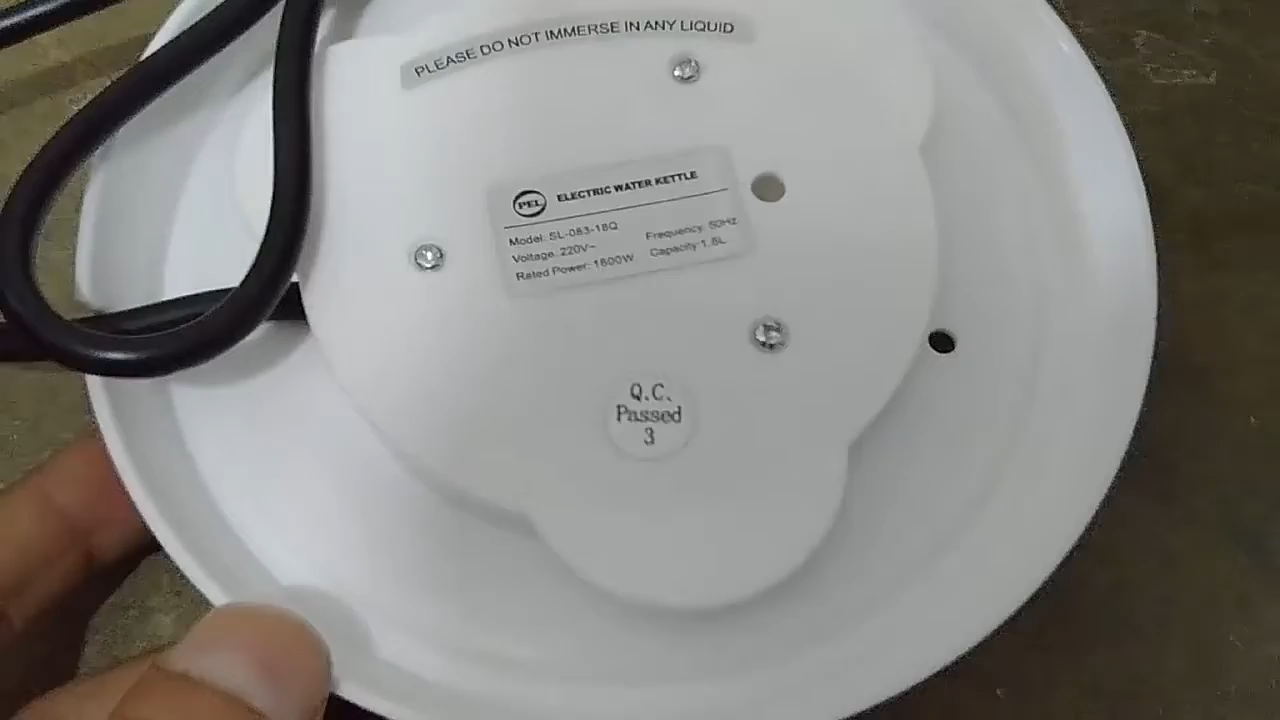 PLEASE DO NOT IMMERSE IN ANY LIQUID
PEL ELECTRIC WATER KETTLE
Model: SL-083-18Q
Voltage: 220V~ Frequency: 50Hz
Rated Power: 1800W Capacity: 1.8L
Q.C.
Passed
3